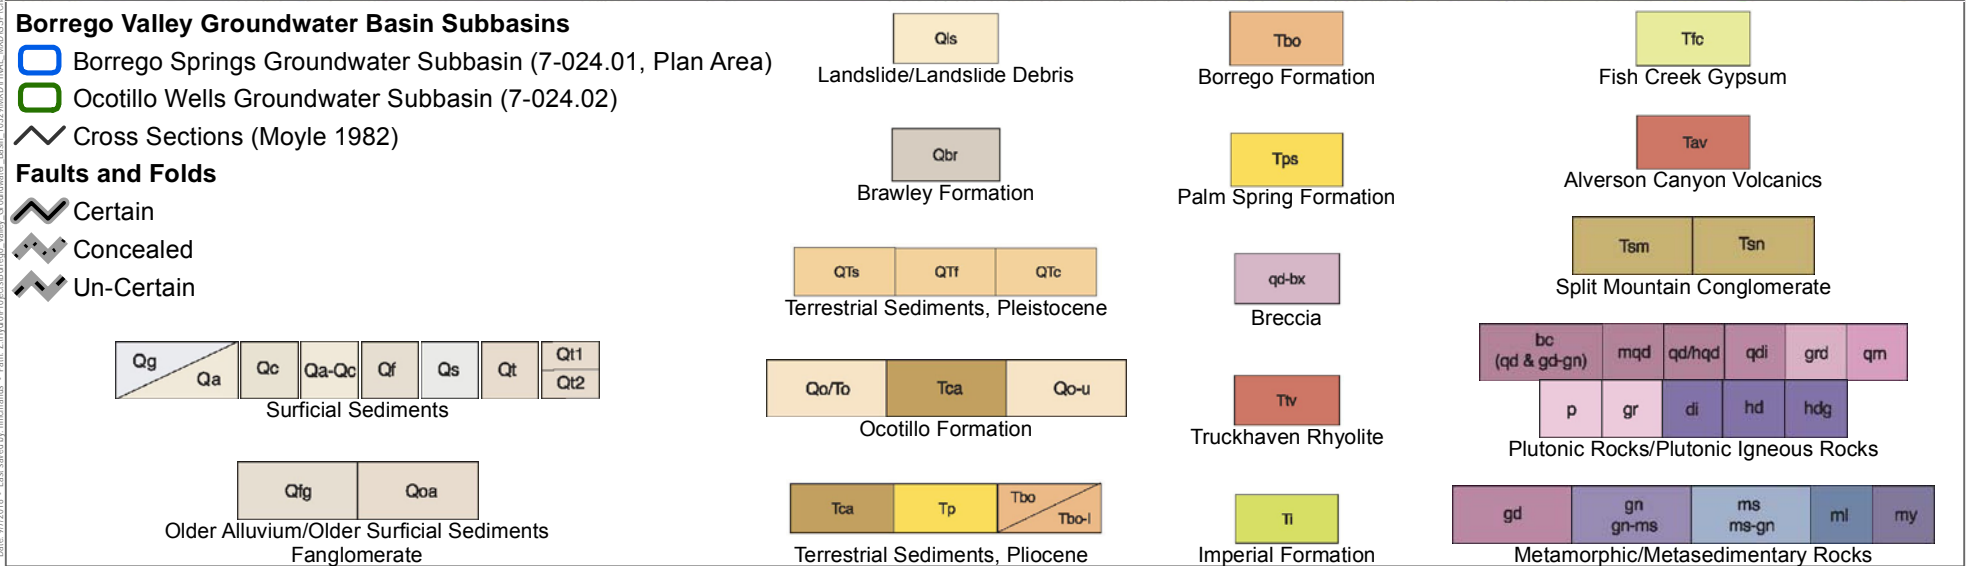 Borrego Valley Groundwater Basin Subbasins
Borrego Springs Groundwater Subbasin (7-024.01, Plan Area)
Ocotillo Wells Groundwater Subbasin (7-024.02)
Cross Sections (Moyle 1982)
Faults and Folds
Certain
Concealed
Un-Certain
Qg
Qa
Qc
Qa-Qc
Qf
Qs
Qt
Qt1
Qt2
Surficial Sediments
Qfg
Qoa
Older Alluvium/Older Surficial Sediments
Fanglomerate
Qls
Landslide/Landslide Debris
Qbr
Brawley Formation
QTs
QTf
QTc
Terrestrial Sediments, Pleistocene
Qo/To
Tca
Qo-u
Ocotillo Formation
Tca
Tp
Tbo
Tbo-l
Terrestrial Sediments, Pliocene
Tbo
Borrego Formation
Tps
Palm Spring Formation
qd-bx
Breccia
Ttv
Truckhaven Rhyolite
Ti
Imperial Formation
Tfc
Fish Creek Gypsum
Tav
Alverson Canyon Volcanics
Tsm
Tsn
Split Mountain Conglomerate
bc
(qd & gd-gn)
mqd
qd/hqd
qdi
grd
qm
p
gr
di
hd
hdg
Plutonic Rocks/Plutonic Igneous Rocks
gd
gn
gn-ms
ms
ms-gn
ml
my
Metamorphic/Metasedimentary Rocks